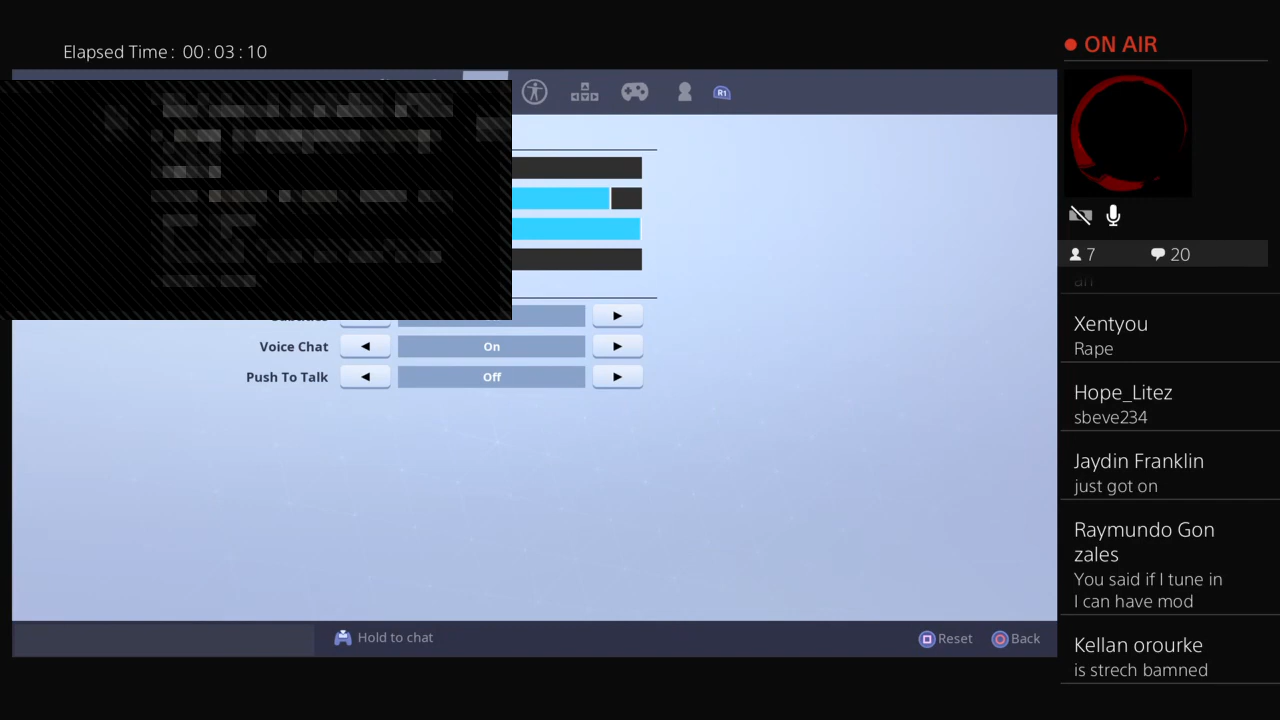 Elapsed Time: 00:03:10
ON AIR
R1
7
20
Xentyou
Rape
Hope_Litez
sbeve234
Jaydin Franklin
just got on
Raymundo Gon
zales
You said if I tune in
I can have mod
Kellan orourke
is strech bamned
Voice Chat
On
Push To Talk
Off
Hold to chat
Reset
Back